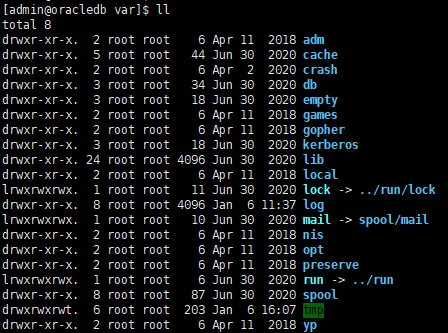 [admin@oracledb var]$ ll
total 8
drwxr-xr-x.  2 root root    6 Apr 11  2018 adm
drwxr-xr-x.  5 root root   44 Jun 30  2020 cache
drwxr-xr-x.  2 root root    6 Apr  2  2020 crash
drwxr-xr-x.  3 root root   34 Jun 30  2020 db
drwxr-xr-x.  3 root root   18 Jun 30  2020 empty
drwxr-xr-x.  2 root root    6 Apr 11  2018 games
drwxr-xr-x.  2 root root    6 Apr 11  2018 gopher
drwxr-xr-x.  3 root root   18 Jun 30  2020 kerberos
drwxr-xr-x. 24 root root 4096 Jun 30  2020 lib
drwxr-xr-x.  2 root root    6 Apr 11  2018 local
lrwxrwxrwx.  1 root root   11 Jun 30  2020 lock -> ../run/lock
drwxr-xr-x.  8 root root 4096 Jan  6 11:37 log
lrwxrwxrwx.  1 root root   10 Jun 30  2020 mail -> spool/mail
drwxr-xr-x.  2 root root    6 Apr 11  2018 nis
drwxr-xr-x.  2 root root    6 Apr 11  2018 opt
drwxr-xr-x.  2 root root    6 Apr 11  2018 preserve
lrwxrwxrwx.  1 root root    6 Jun 30  2020 run -> ../run
drwxr-xr-x.  8 root root   87 Jun 30  2020 spool
drwxrwxrwt.  6 root root  203 Jan  6 16:07 tmp
drwxr-xr-x.  2 root root    6 Apr 11  2018 yp